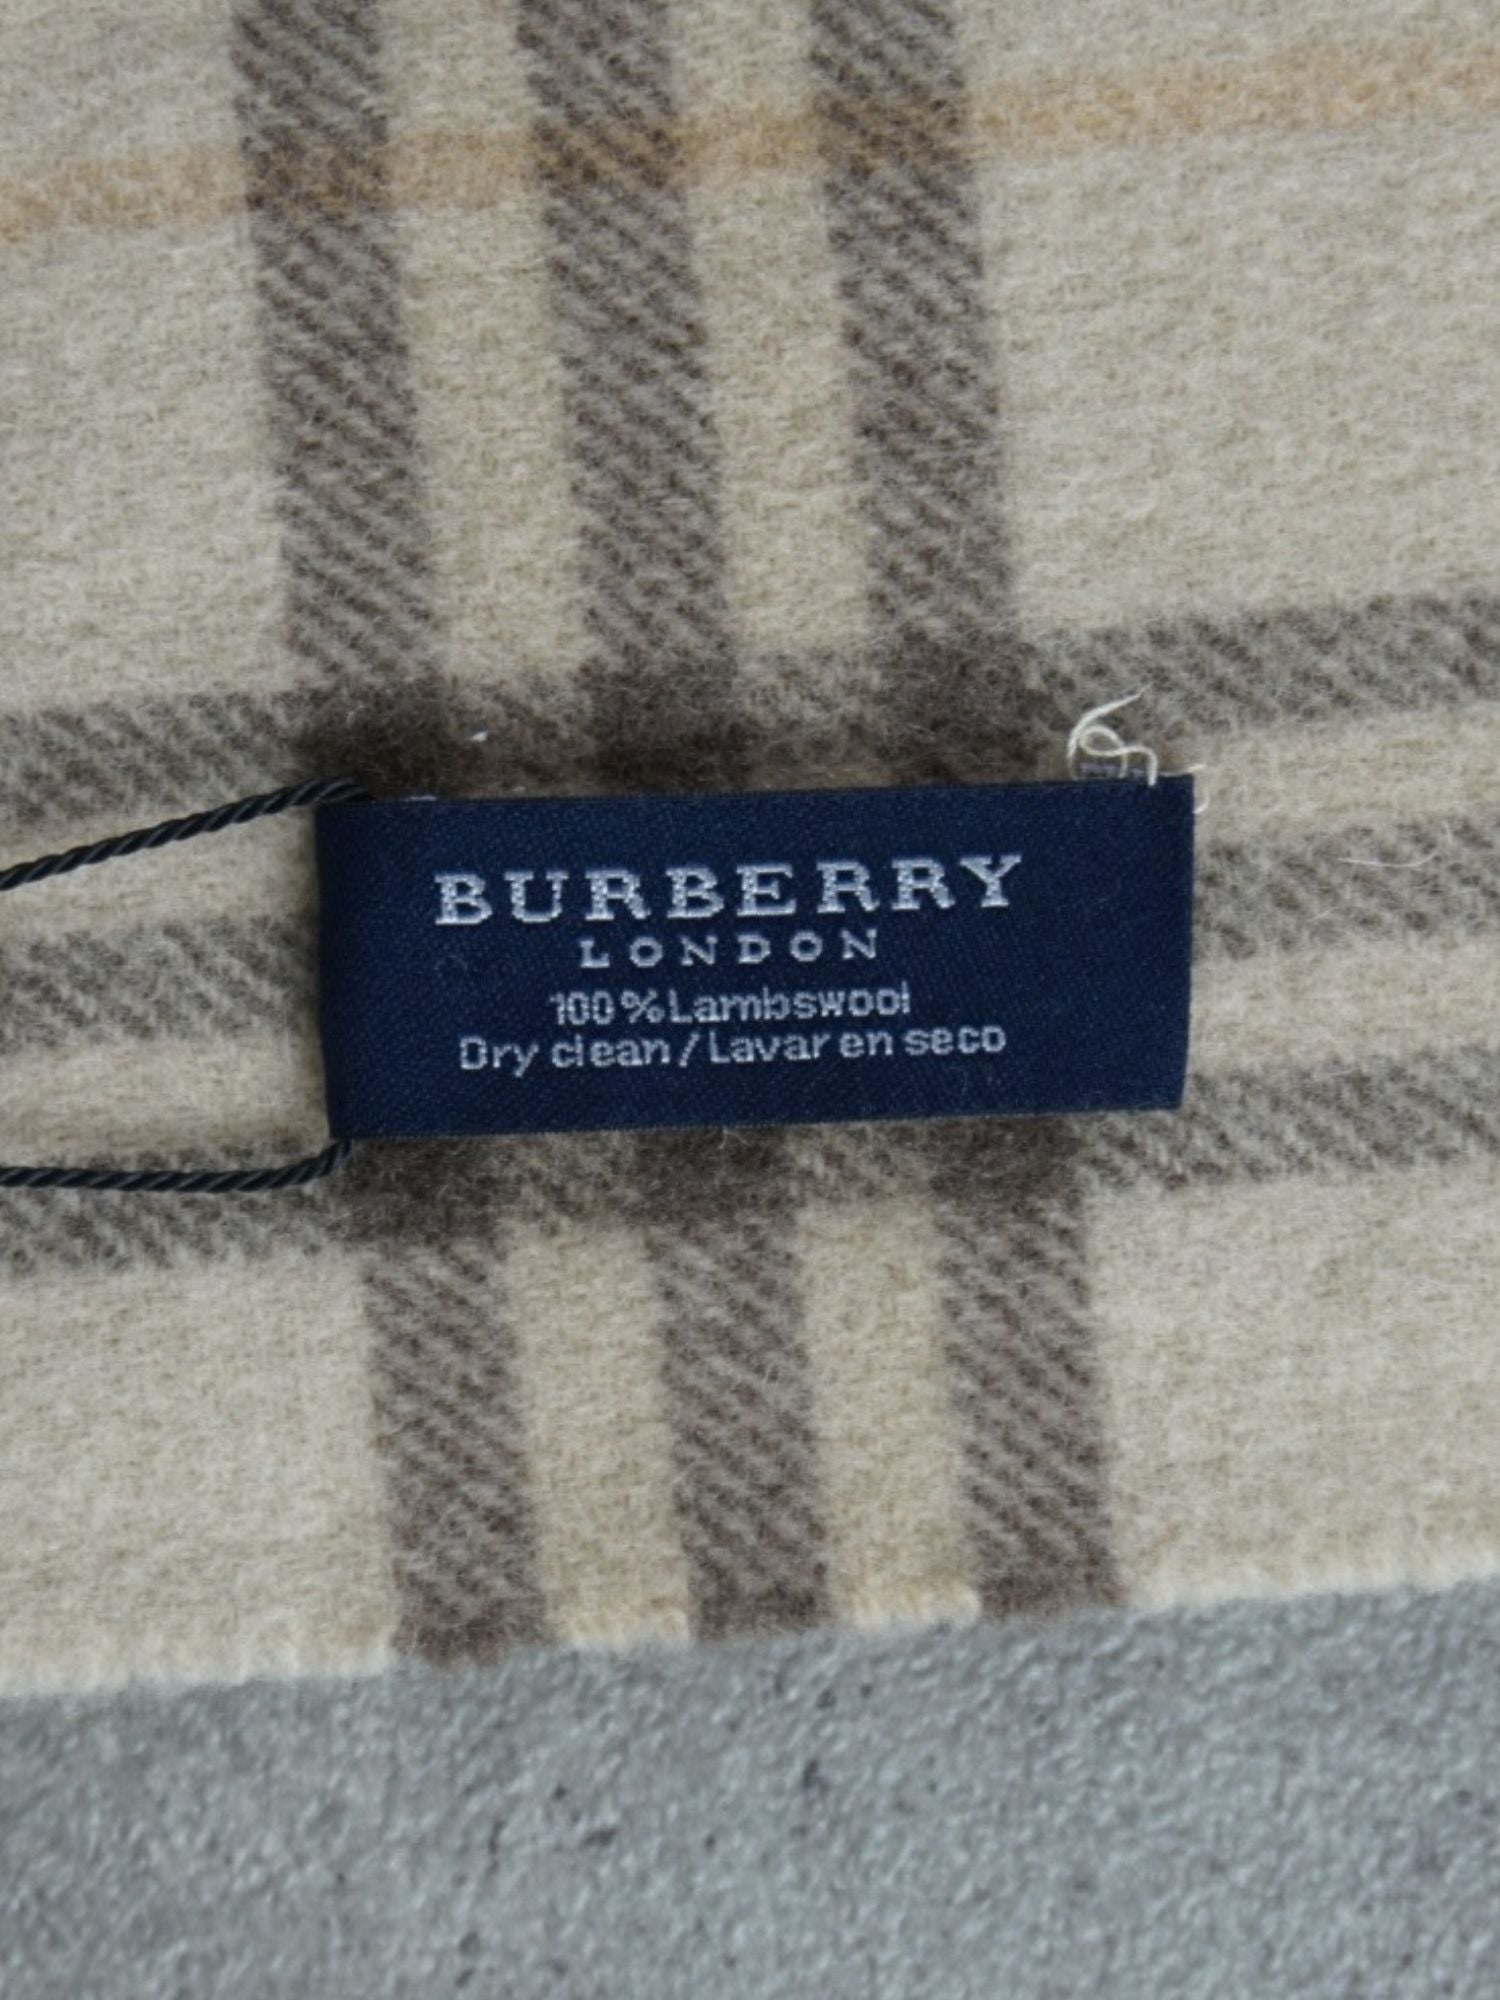 BURBERRY
LONDON
100% Lambswool
Dry clean / Lavar en seco